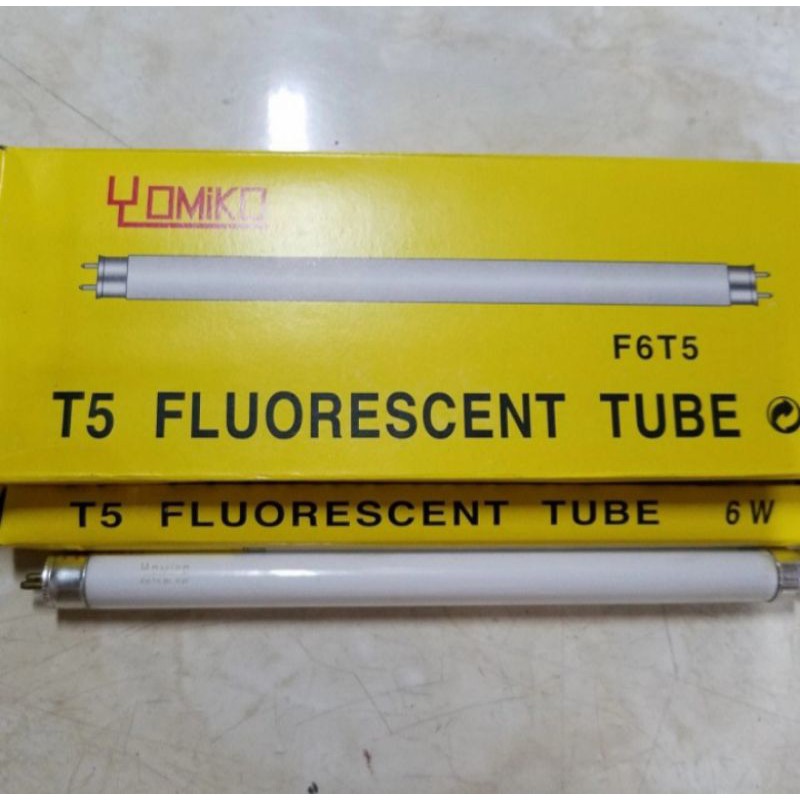 YOMiKO
F6T5
T5 FLUORESCENT TUBE
T5 FLUORESCENT TUBE 6W